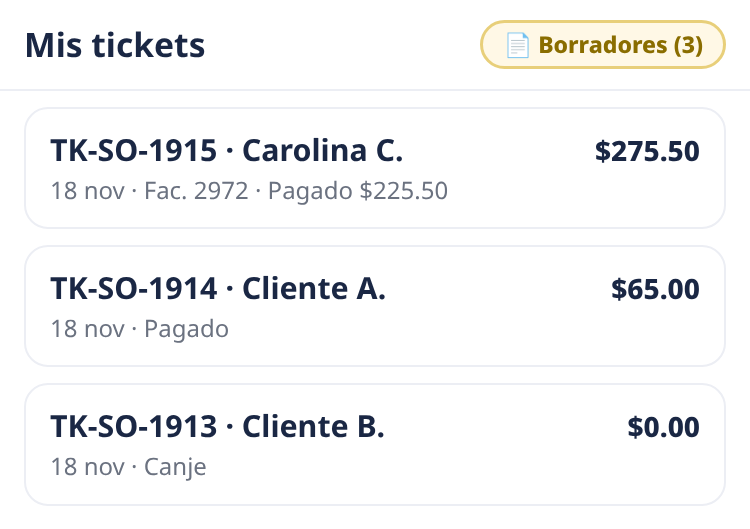 Mis tickets
📄 Borradores (3)
TK-SO-1915 · Carolina C.
$275.50
18 nov · Fac. 2972 · Pagado $225.50
TK-SO-1914 · Cliente A.
$65.00
18 nov · Pagado
TK-SO-1913 · Cliente B.
$0.00
18 nov · Canje